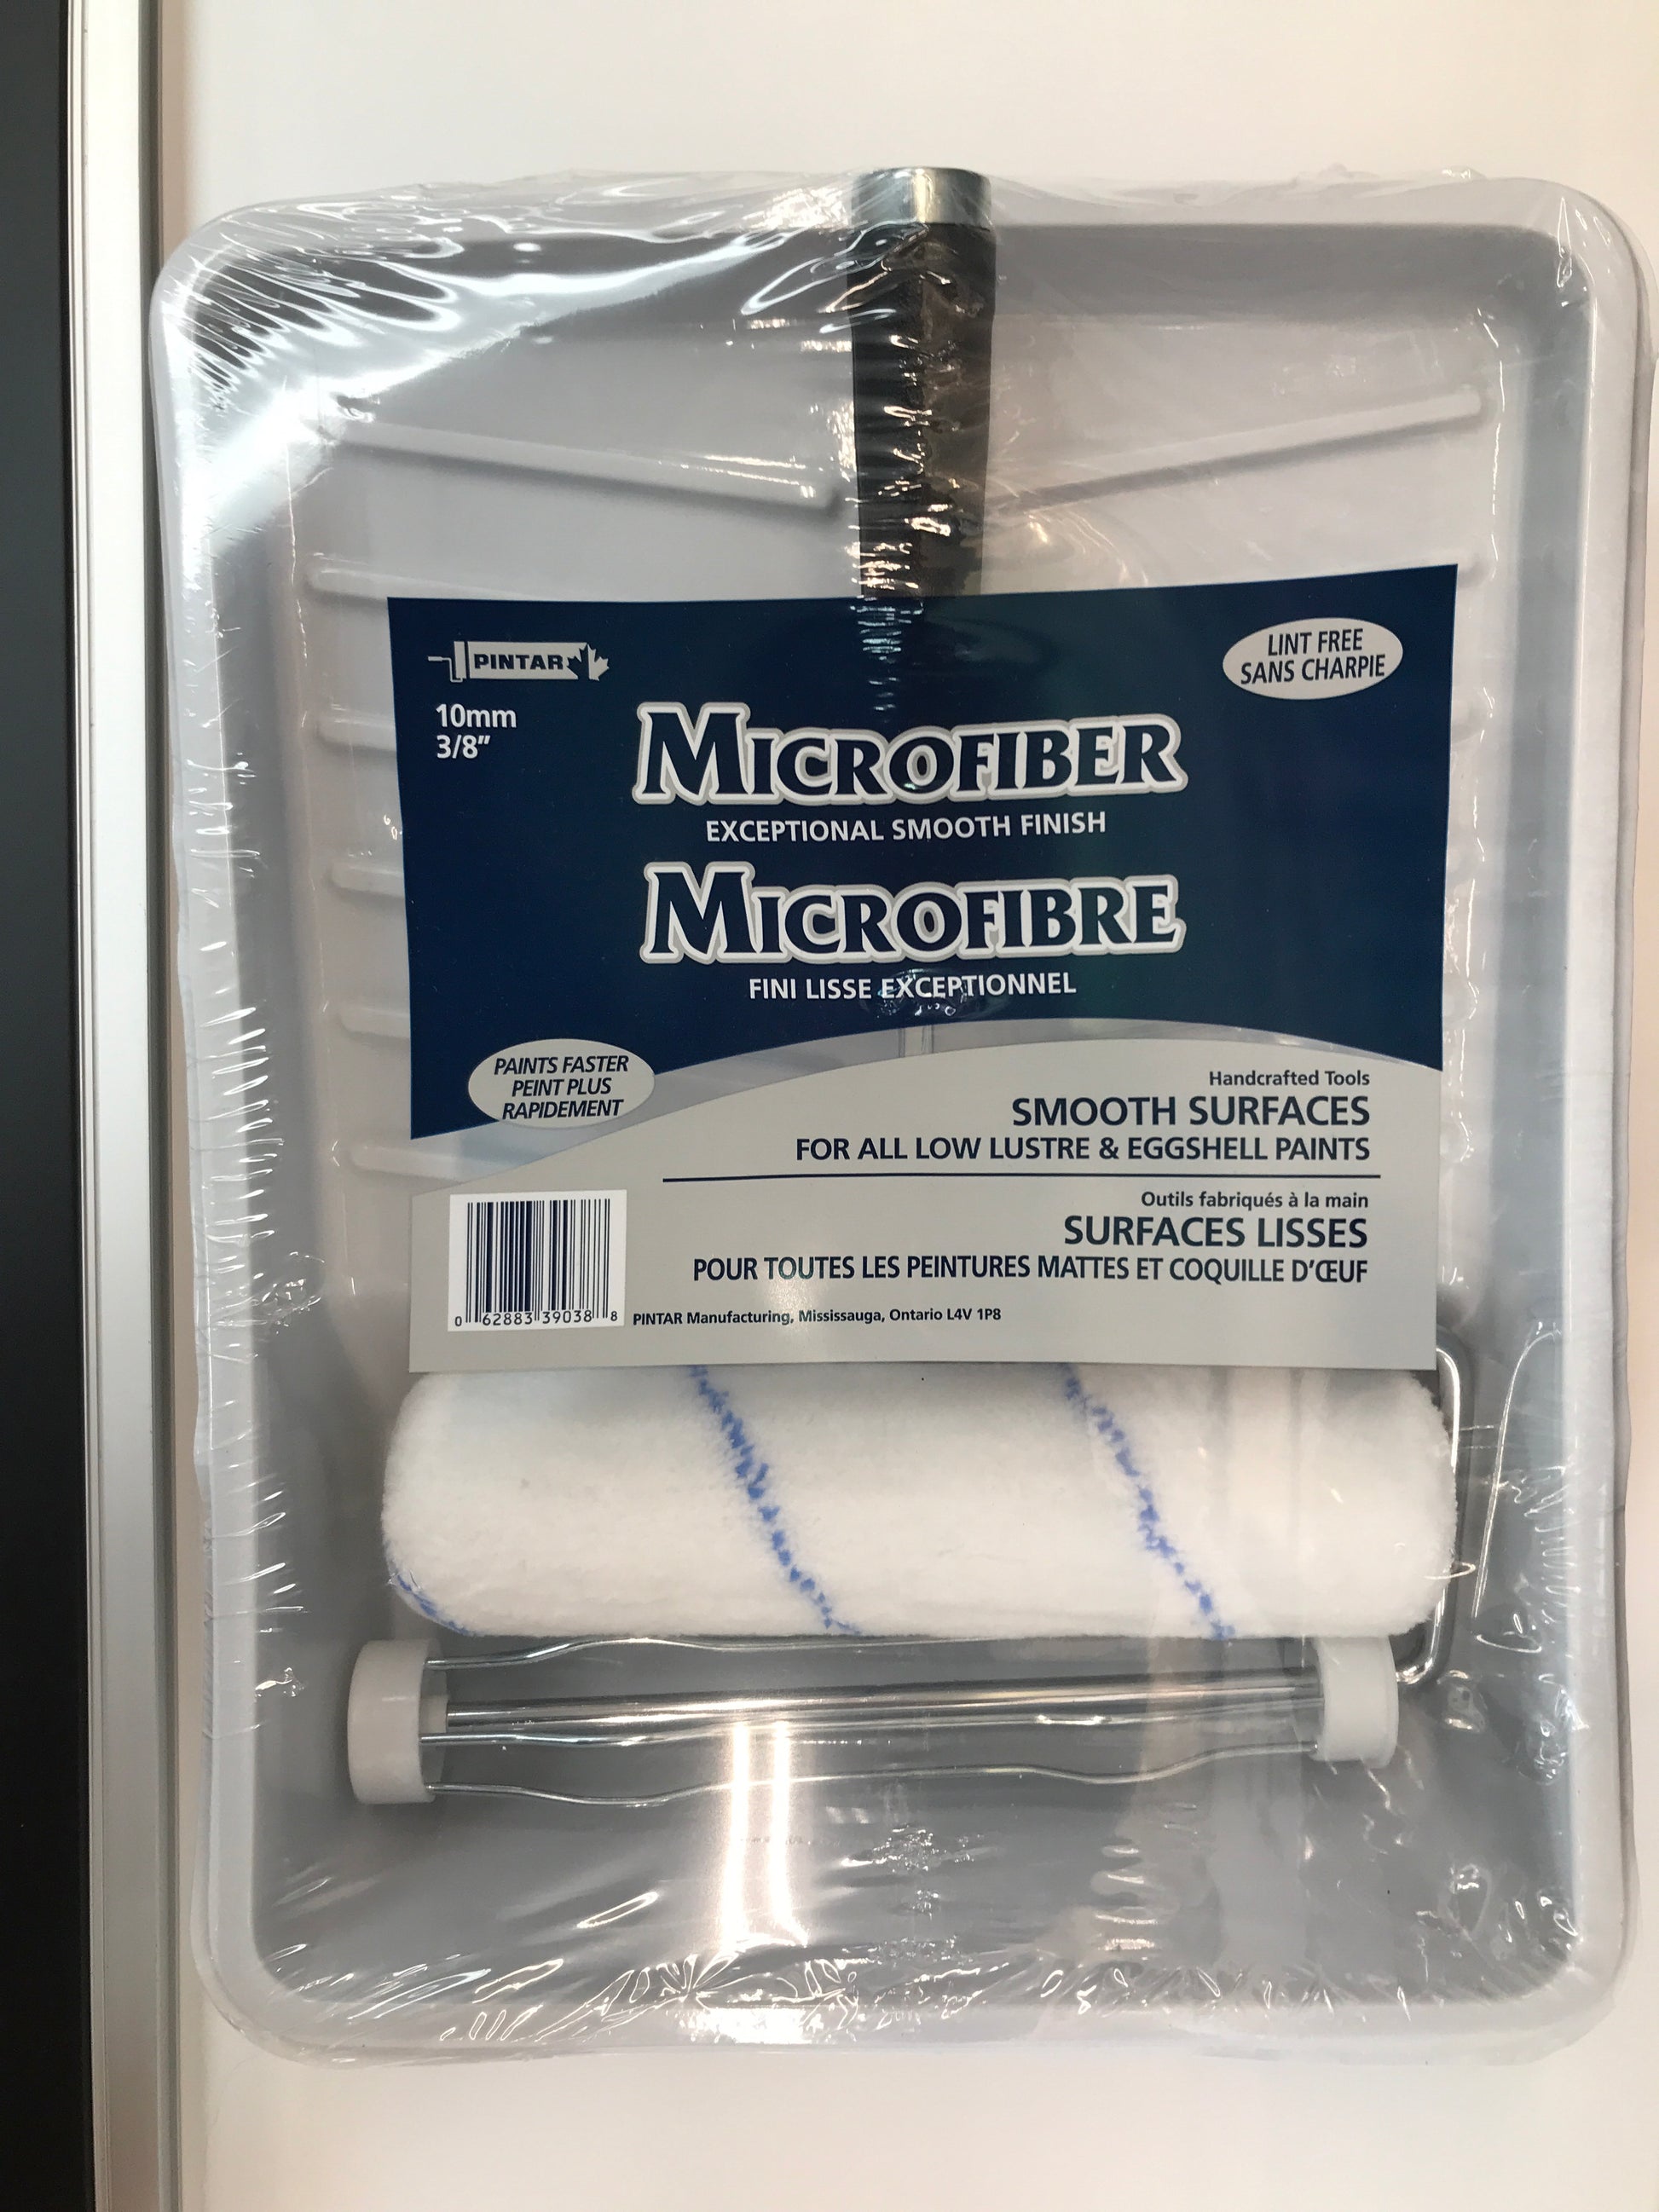 PINTAR
LINT FREE
SANS CHARPIE
10mm
3/8"
MICROFIBER
EXCEPTIONAL SMOOTH FINISH
MICROFIBRE
FINI LISSE EXCEPTIONNEL
PAINTS FASTER
PEINT PLUS
RAPIDEMENT
Handcrafted Tools
SMOOTH SURFACES
FOR ALL LOW LUSTRE & EGGSHELL PAINTS
Outils fabriqués à la main
SURFACES LISSES
POUR TOUTES LES PEINTURES MATTES ET COQUILLE D'ŒUF
0 62883 39038 8
PINTAR Manufacturing, Mississauga, Ontario L4V 1P8